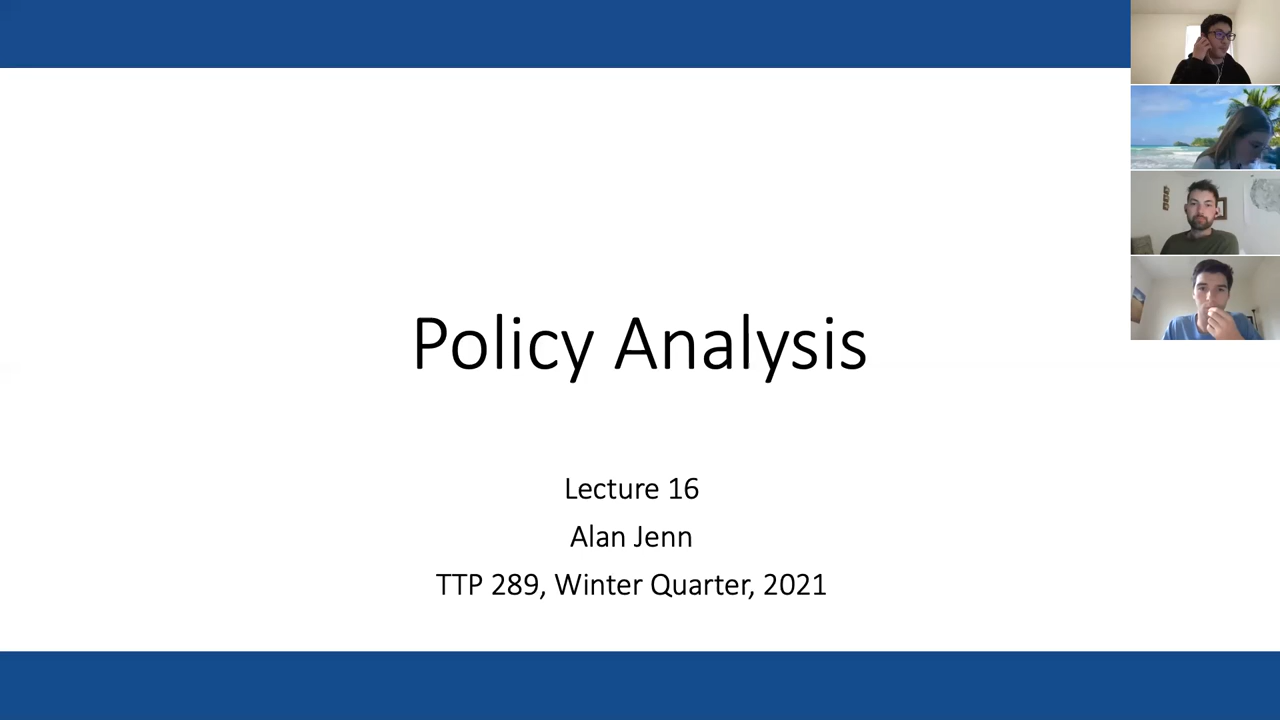 Policy Analysis
Lecture 16
Alan Jenn
TTP 289, Winter Quarter, 2021